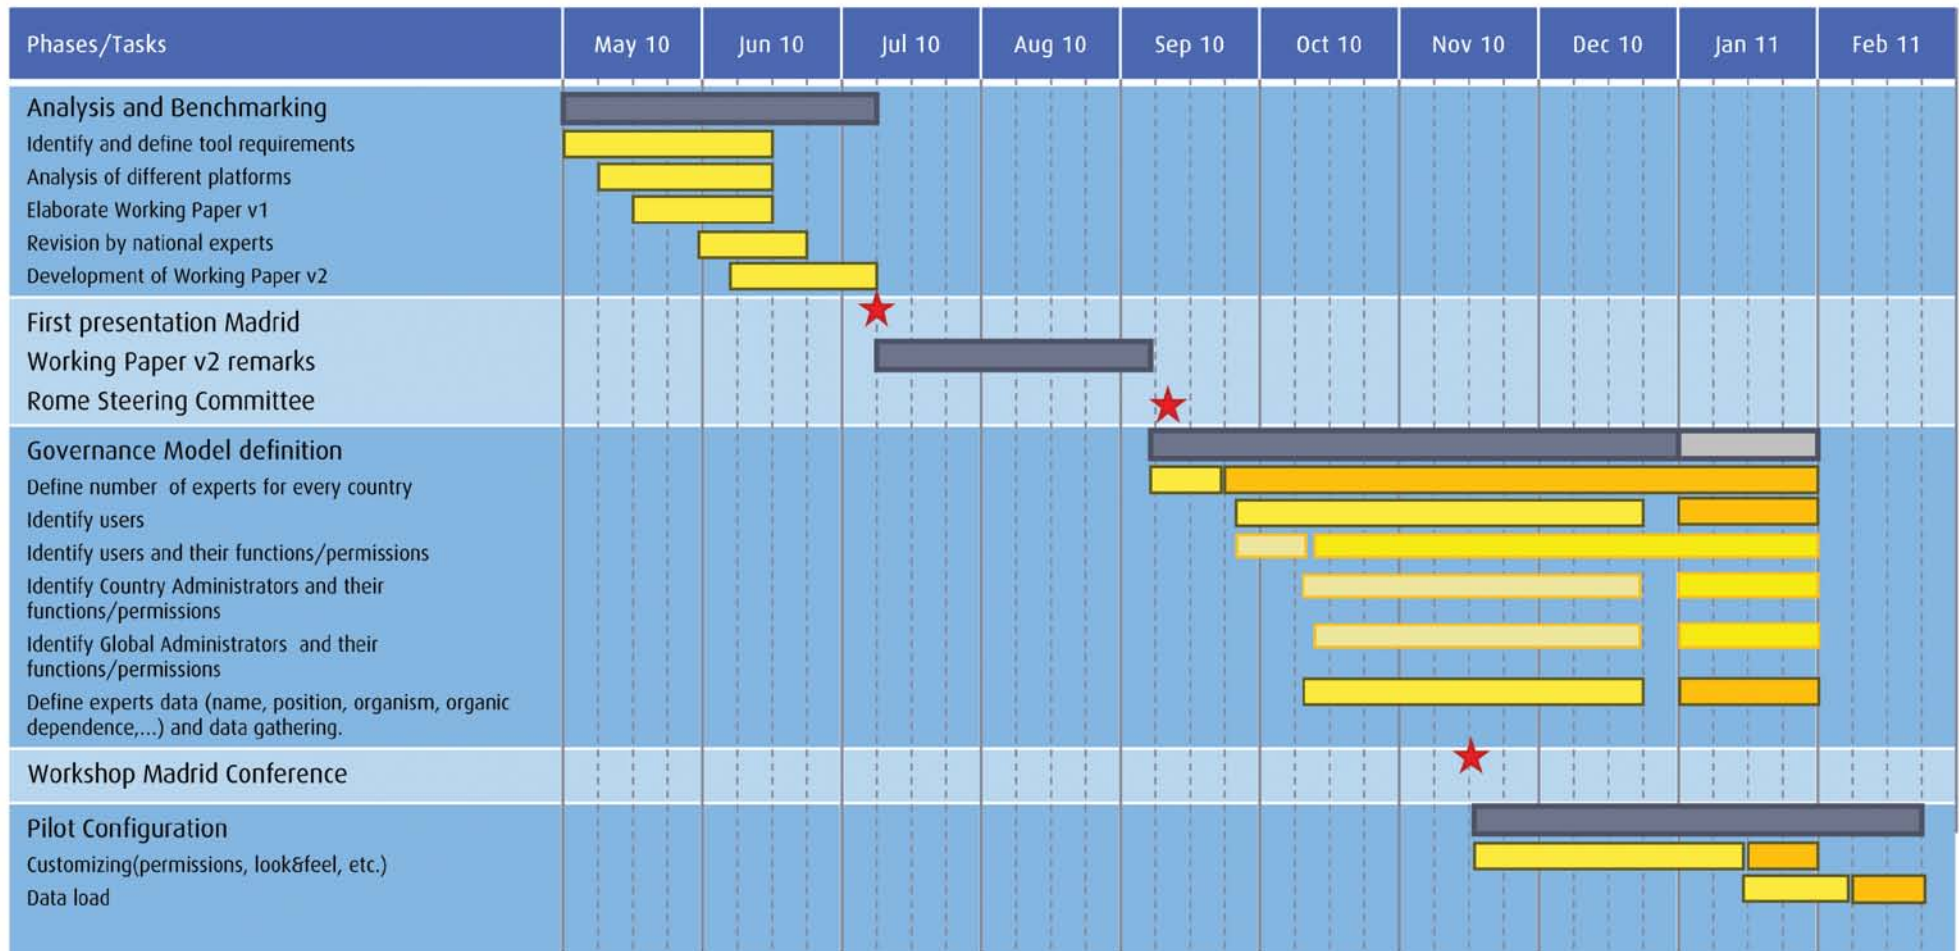 Phases/Tasks May 10 Jun 10 Jul 10 Aug 10 Sep 10 Oct 10 Nov 10 Dec 10 Jan 11 Feb 11
Analysis and Benchmarking
Identify and define tool requirements
Analysis of different platforms
Elaborate Working Paper v1
Revision by national experts
Development of Working Paper v2
First presentation Madrid
Working Paper v2 remarks
Rome Steering Committee
Governance Model definition
Define number of experts for every country
Identify users
Identify users and their functions/permissions
Identify Country Administrators and their
functions/permissions
Identify Global Administrators and their
functions/permissions
Define experts data (name, position, organism, organic
dependence,...) and data gathering.
Workshop Madrid Conference
Pilot Configuration
Customizing(permissions, look&feel, etc.)
Data load